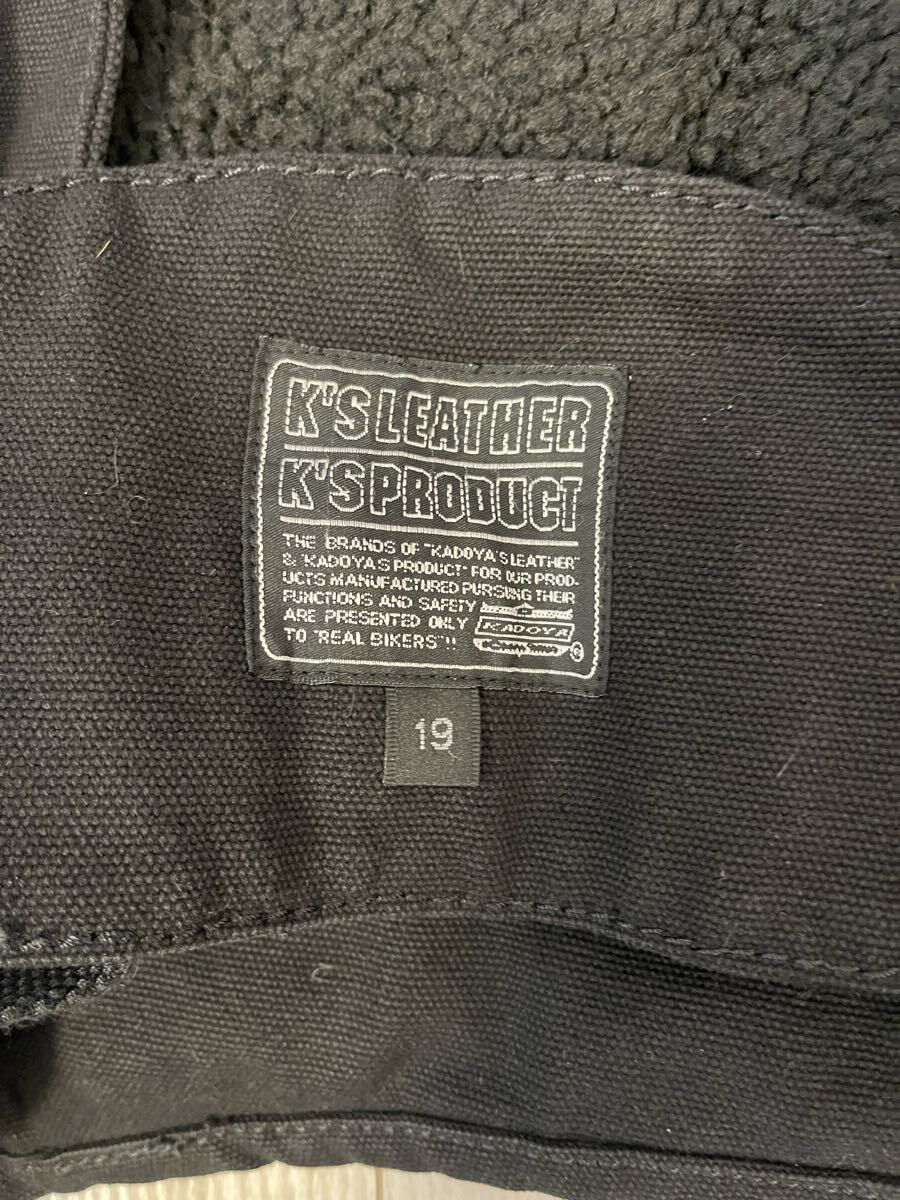 K'S LEATHER
K'S PRODUCT
THE BRANDS OF "KADOYA'S LEATHER"
& "KADOYA'S PRODUCT" FOR OUR PROD-
UCTS MANUFACTURED PURSUING THEIR
FUNCTIONS AND SAFETY
ARE PRESENTED ONLY
TO "REAL BIKERS"!!
KADOYA
19